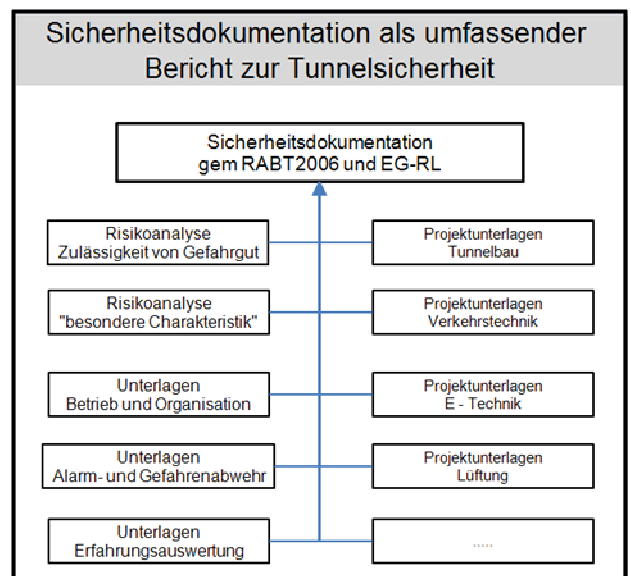 Sicherheitsdokumentation als umfassender
Bericht zur Tunnelsicherheit
Sicherheitsdokumentation
gem RABT2006 und EG-RL
Risikoanalyse
Zulässigkeit von Gefahrgut
Projektunterlagen
Tunnelbau
Risikoanalyse
"besondere Charakteristik"
Projektunterlagen
Verkehrstechnik
Unterlagen
Betrieb und Organisation
Projektunterlagen
E - Technik
Unterlagen
Alarm- und Gefahrenabwehr
Projektunterlagen
Lüftung
Unterlagen
Erfahrungsauswertung
.....